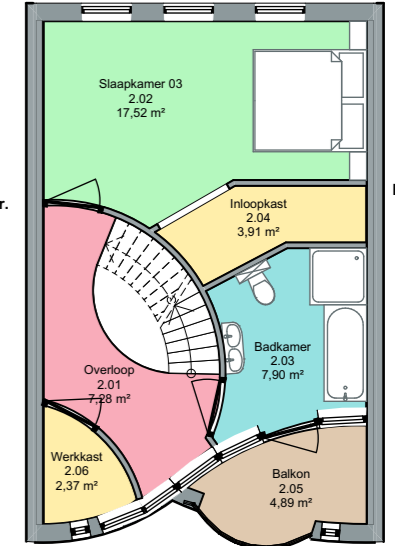 Slaapkamer 03
2.02
17,52 m²
r.
Inloopkast
2.04
3,91 m²
Badkamer
2.03
7,90 m²
Overloop
2.01
7,28 m²
Werkkast
2.06
2,37 m²
Balkon
2.05
4,89 m²